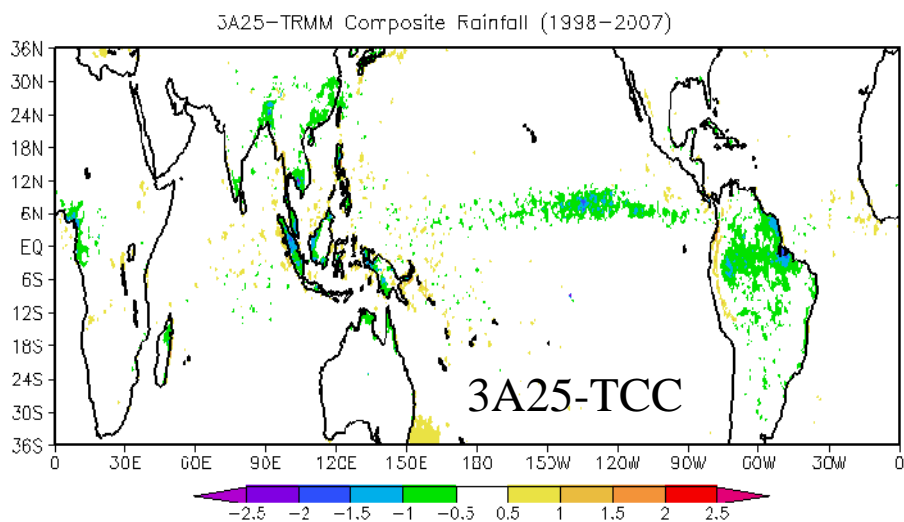 3A25-TRMM Composite Rainfall (1998-2007)
36N
30N
24N
18N
12N
6N
EQ
6S
12S
18S
24S
30S
36S
3A25-TCC
0 30E 60E 90E 120E 150E 180 150W 120W 90W 60W 30W 0
-2.5 -2 -1.5 -1 -0.5 0.5 1 1.5 2 2.5